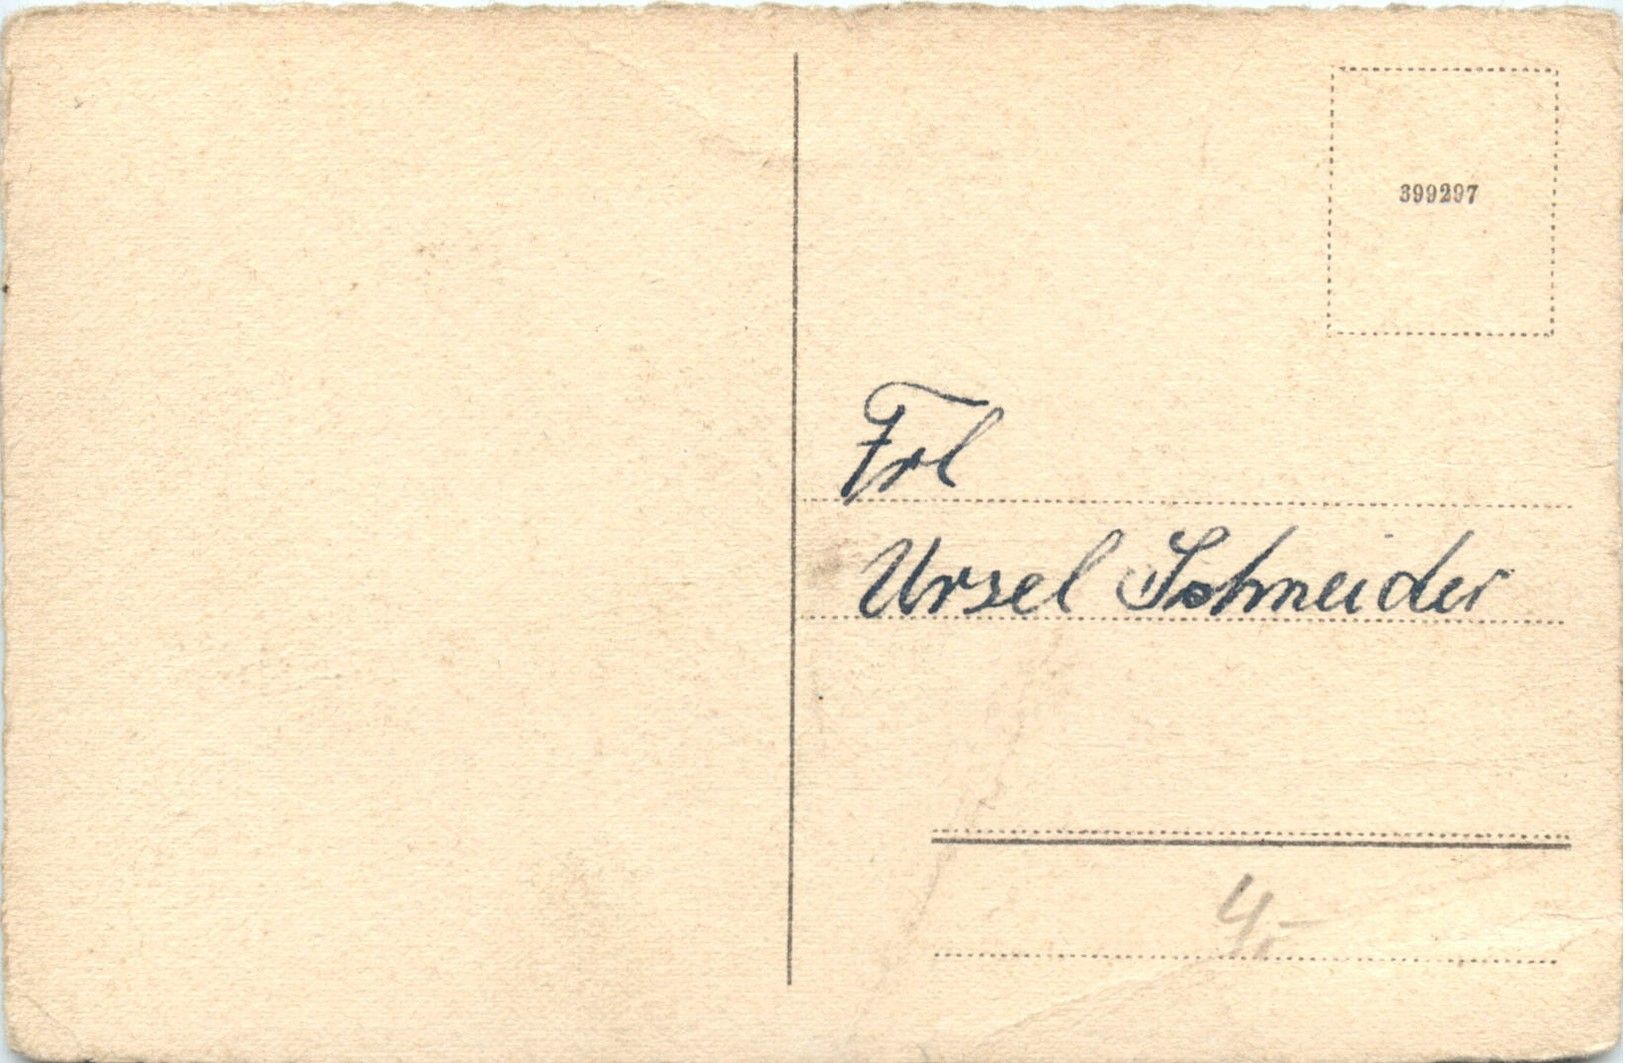 399297
Frl
Ursel Schneider
4,-